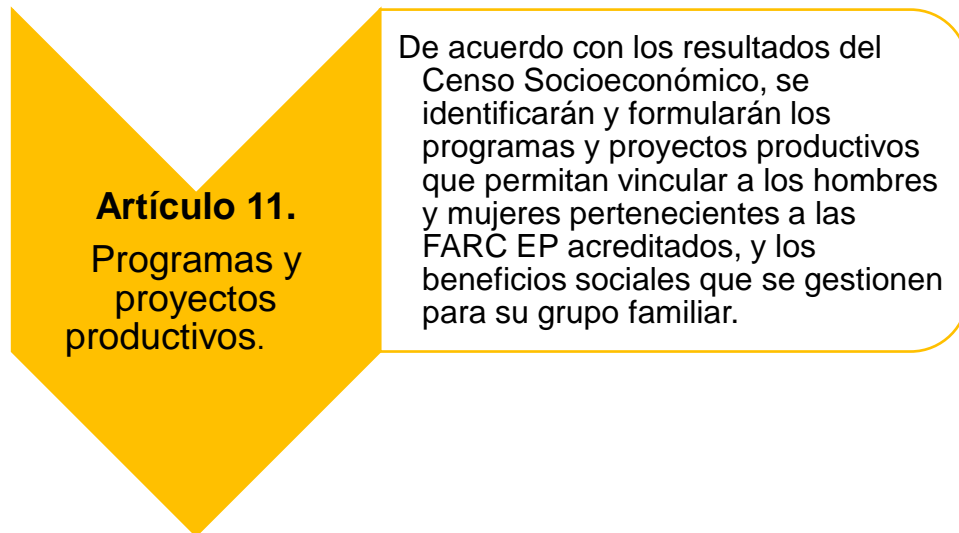 Artículo 11.
Programas y
proyectos
productivos.
De acuerdo con los resultados del
Censo Socioeconómico, se
identificarán y formularán los
programas y proyectos productivos
que permitan vincular a los hombres
y mujeres pertenecientes a las
FARC EP acreditados, y los
beneficios sociales que se gestionen
para su grupo familiar.